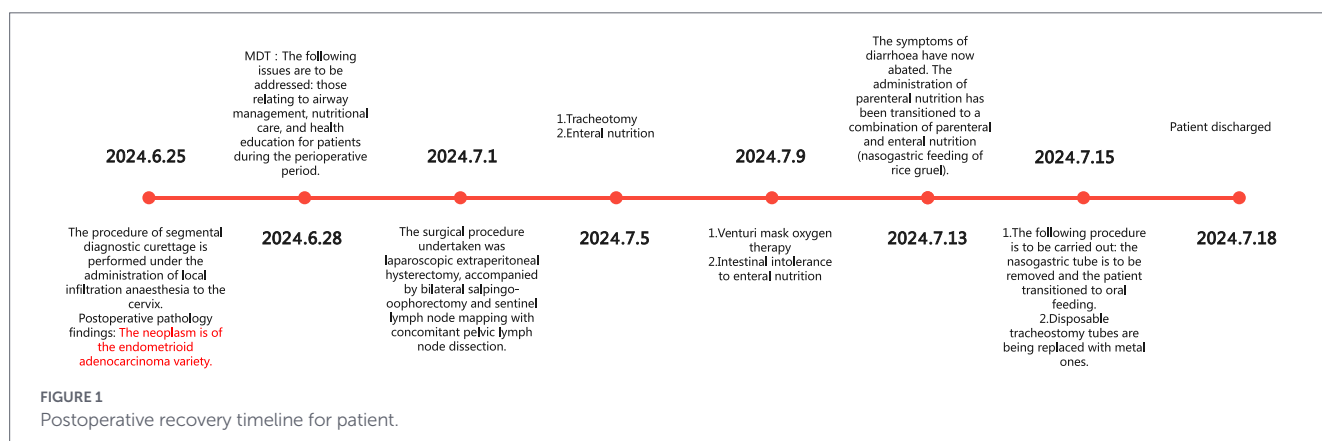 2024.6.25
The procedure of segmental
diagnostic curettage is
performed under the
administration of local
infiltration anaesthesia to the
cervix.
Postoperative pathology
findings: The neoplasm is of
the endometrioid
adenocarcinoma variety.
MDT : The following
issues are to be
addressed: those
relating to airway
management, nutritional
care, and health
education for patients
during the perioperative
period.
2024.6.28
2024.7.1
The surgical procedure
undertaken was
laparoscopic extraperitoneal
hysterectomy, accompanied
by bilateral salpingo-
oophorectomy and sentinel
lymph node mapping with
concomitant pelvic lymph
node dissection.
1.Tracheotomy
2.Enteral nutrition
2024.7.5
2024.7.9
1.Venturi mask oxygen
therapy
2.Intestinal intolerance
to enteral nutrition
The symptoms of
diarrhoea have now
abated. The
administration of
parenteral nutrition has
been transitioned to a
combination of parenteral
and enteral nutrition
(nasogastric feeding of
rice gruel).
2024.7.13
2024.7.15
1.The following procedure
is to be carried out: the
nasogastric tube is to be
removed and the patient
transitioned to oral
feeding.
2.Disposable
tracheostomy tubes are
being replaced with metal
ones.
Patient discharged
2024.7.18
FIGURE 1
Postoperative recovery timeline for patient.